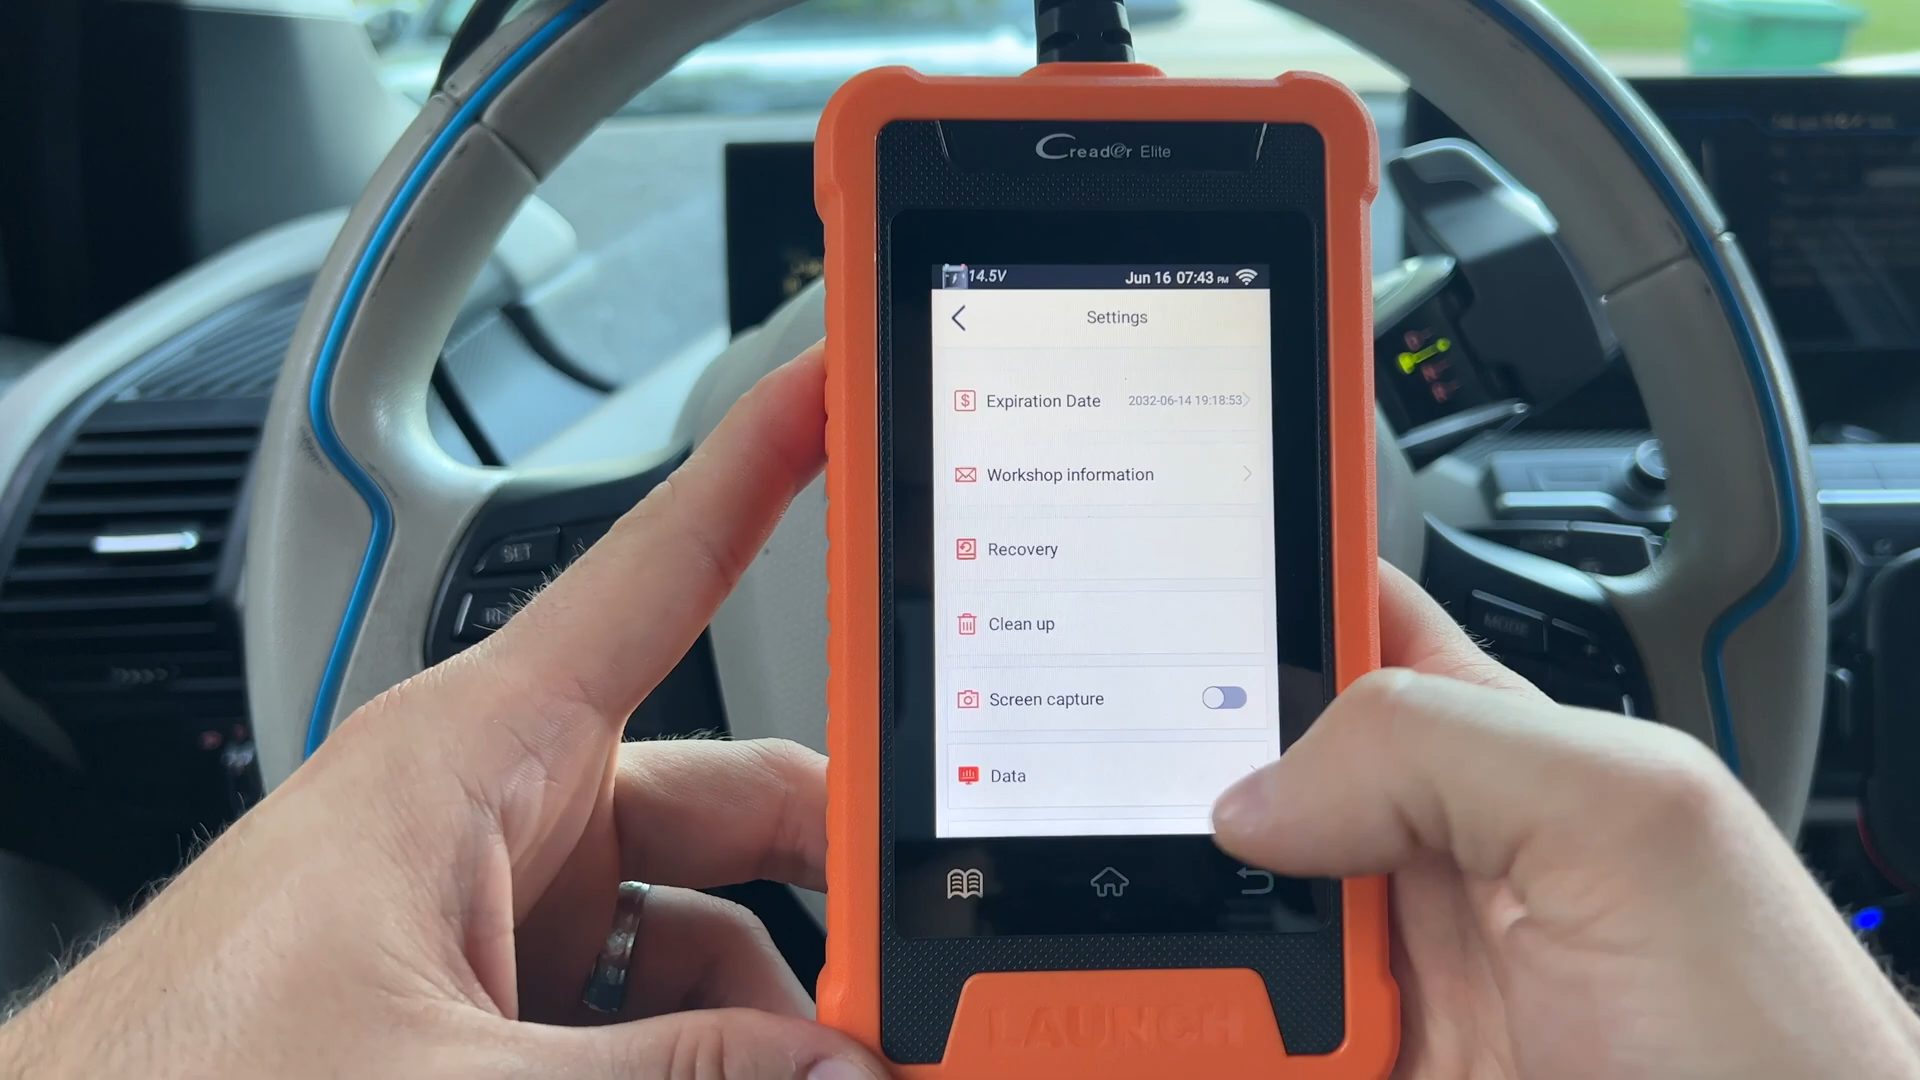 Creader Elite
14.5V
Jun 16 07:43 PM
Settings
Expiration Date 2032-06-14 19:18:53
Workshop information
Recovery
Clean up
Screen capture
Data
LAUNCH
SET
MODE